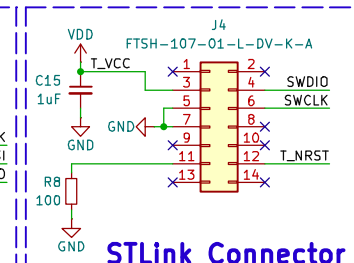 J4
VDD
FTSH-107-01-L-DV-K-A
T_VCC
1 2
3 4 SWDIO
C15
1uF
5 6 SWCLK
GND 7 8
GND
9 10
11 12 T_NRST
R8
100
13 14
GND
STLink Connector